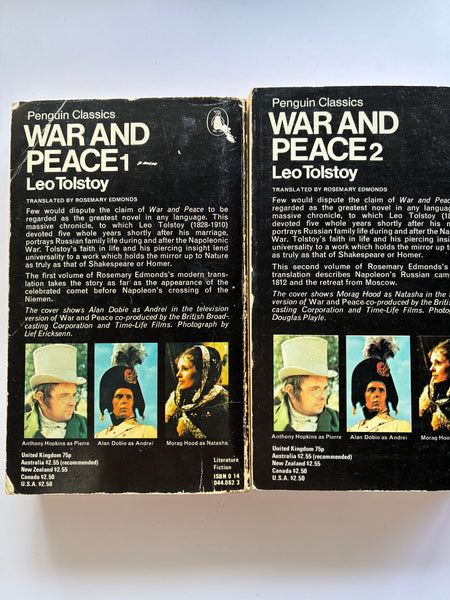 Penguin Classics
WAR AND
PEACE 1
Leo Tolstoy
TRANSLATED BY ROSEMARY EDMONDS
Few would dispute the claim of War and Peace to be
regarded as the greatest novel in any language. This
massive chronicle, to which Leo Tolstoy (1828-1910)
devoted five whole years shortly after his marriage,
portrays Russian family life during and after the Napoleonic
War. Tolstoy's faith in life and his piercing insight lend
universality to a work which holds the mirror up to Nature
as truly as that of Shakespeare or Homer.
The first volume of Rosemary Edmonds's modern trans-
lation takes the story as far as the appearance of the
celebrated comet before Napoleon's crossing of the
Niemen.
The cover shows Alan Dobie as Andrei in the television
version of War and Peace co-produced by the British Broad-
casting Corporation and Time-Life Films. Photograph by
Lief Ericksenn.
Anthony Hopkins as Pierre
Alan Dobie as Andrei
Morag Hood as Natasha
United Kingdom 75p
Australia $2.55 (recommended)
New Zealand $2.55
Canada $2.50
U.S.A. $2.50
Literature
Fiction
ISBN 0 14
044.062 3
Penguin Classics
WAR AND
PEACE 2
Leo Tolstoy
TRANSLATED BY ROSEMARY EDMONDS
Few would dispute the claim of War and Peace
regarded as the greatest novel in any language
massive chronicle, to which Leo Tolstoy
devoted five whole years shortly after his
portrays Russian family life during and after the
War. Tolstoy's faith in life and his piercing
universality to a work which holds the mirror up to
as truly as that of Shakespeare or Homer.
This second volume of Rosemary Edmonds's
translation describes Napoleon's Russian
1812 and the retreat from Moscow.
The cover shows Morag Hood as Natasha in the
version of War and Peace co-produced by the
casting Corporation and Time-Life Films.
Douglas Playle.
Anthony Hopkins as Pierre
Alan Dobie as Andrei
Morag
United Kingdom 75p
Australia $2.55 (recommended)
New Zealand $2.55
Canada $2.50
U.S.A. $2.50